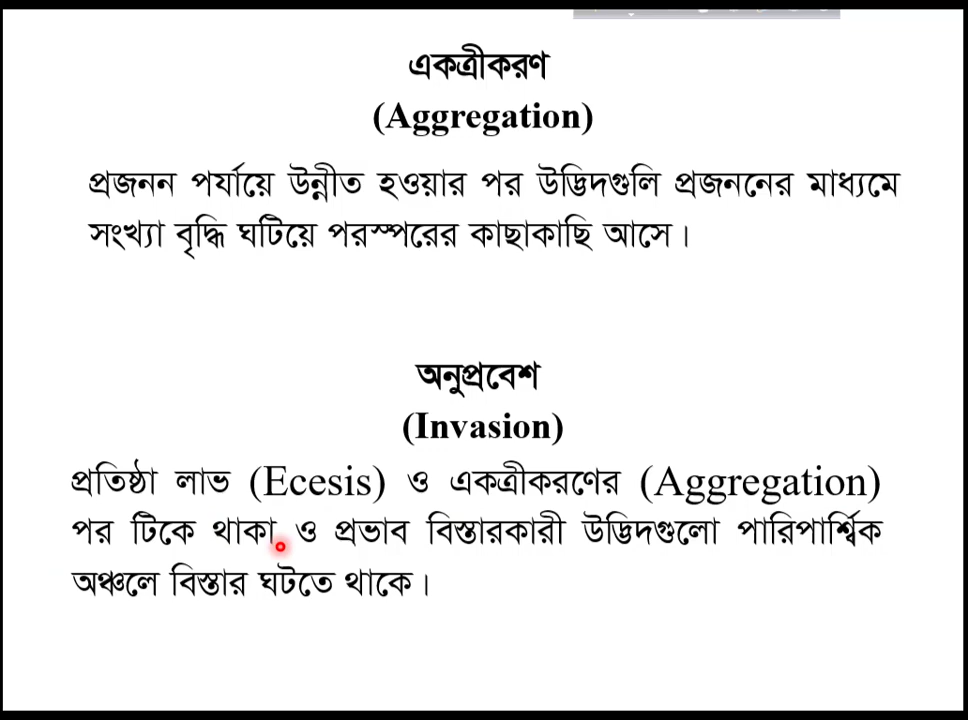 একত্রীকরণ
(Aggregation)
প্রজনন পর্যায়ে উন্নীত হওয়ার পর উদ্ভিদগুলি প্রজননের মাধ্যমে
সংখ্যা বৃদ্ধি ঘটিয়ে পরস্পরের কাছাকাছি আসে।
অনুপ্রবেশ
(Invasion)
প্রতিষ্ঠা লাভ (Ecesis) ও একত্রীকরণের (Aggregation)
পর টিকে থাকা ও প্রভাব বিস্তারকারী উদ্ভিদগুলো পারিপার্শ্বিক
অঞ্চলে বিস্তার ঘটতে থাকে।